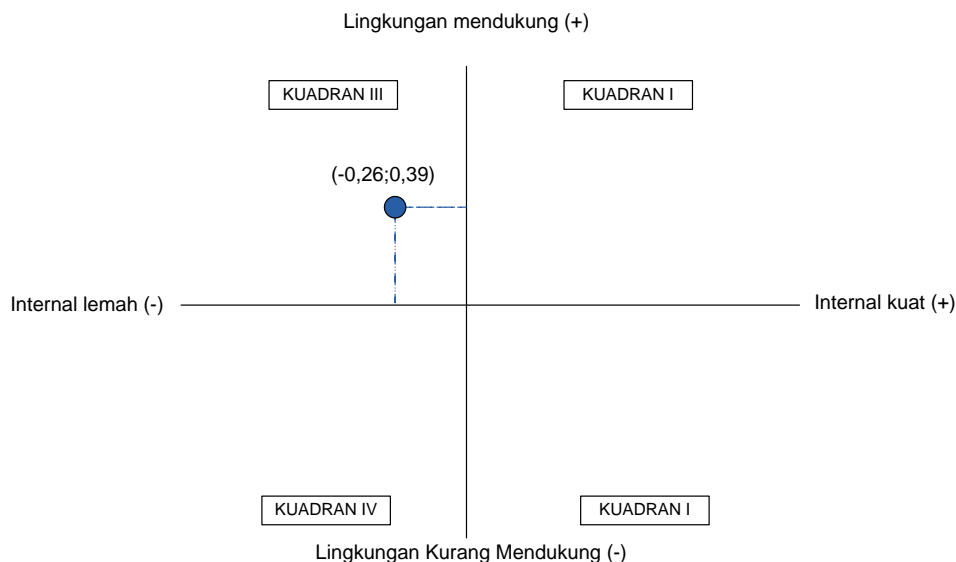 Lingkungan mendukung (+)
KUADRAN III
KUADRAN I
(-0,26;0,39)
Internal lemah (-)
Internal kuat (+)
KUADRAN IV
KUADRAN I
Lingkungan Kurang Mendukung (-)